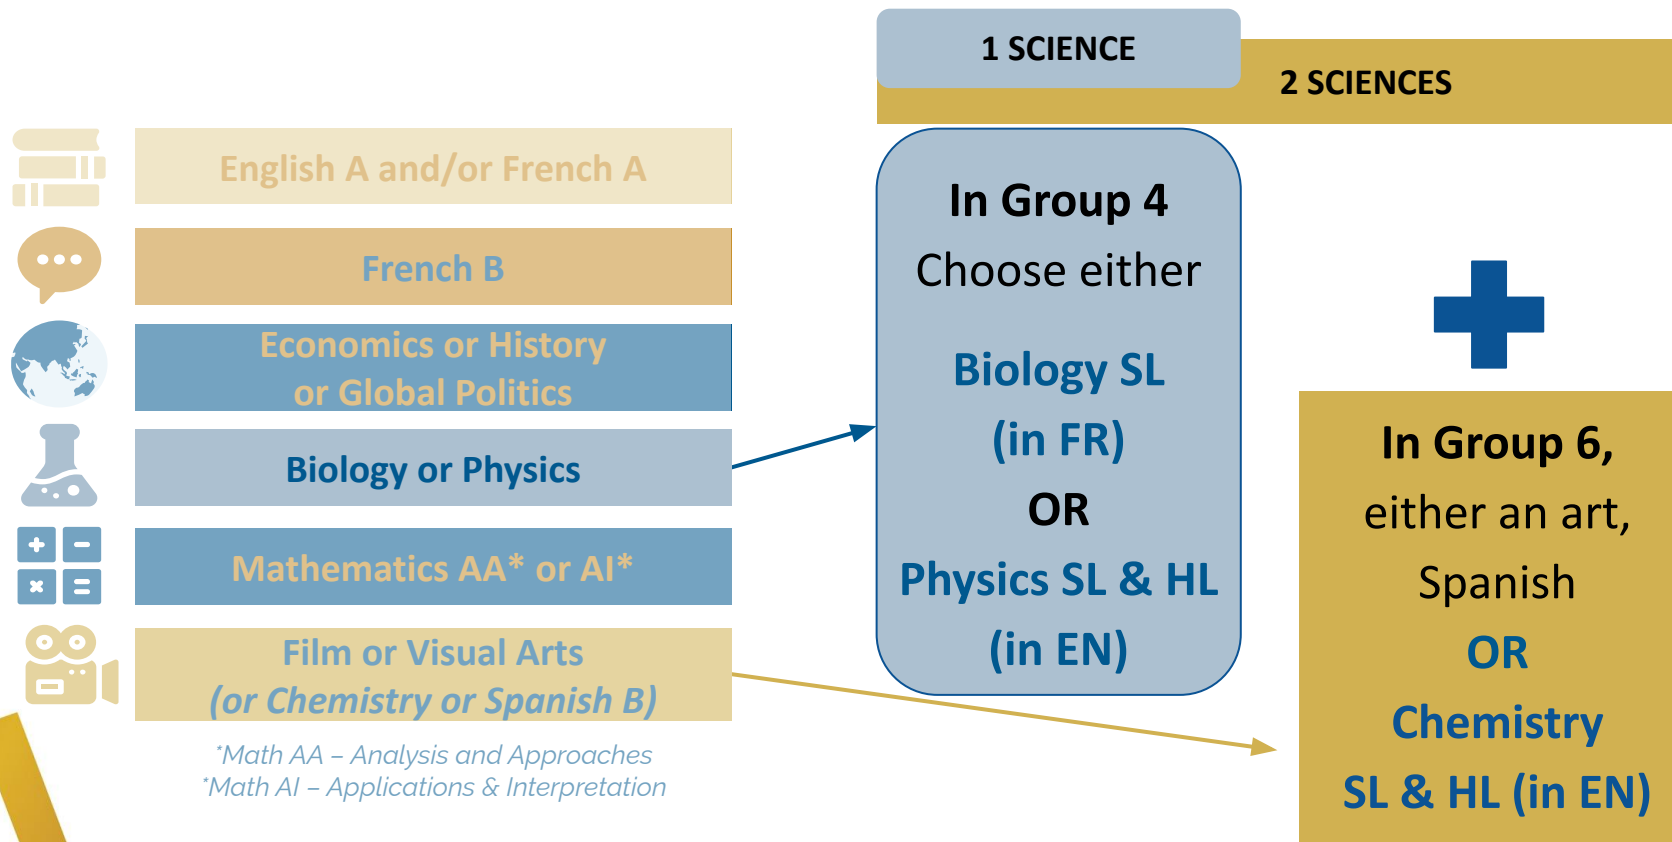 1 SCIENCE
2 SCIENCES
English A and/or French A
French B
Economics or History
or Global Politics
Biology or Physics
Mathematics AA* or AI*
Film or Visual Arts
(or Chemistry or Spanish B)
*Math AA – Analysis and Approaches
*Math AI – Applications & Interpretation
In Group 4
Choose either
Biology SL
(in FR)
OR
Physics SL & HL
(in EN)
In Group 6,
either an art,
Spanish
OR
Chemistry
SL & HL (in EN)